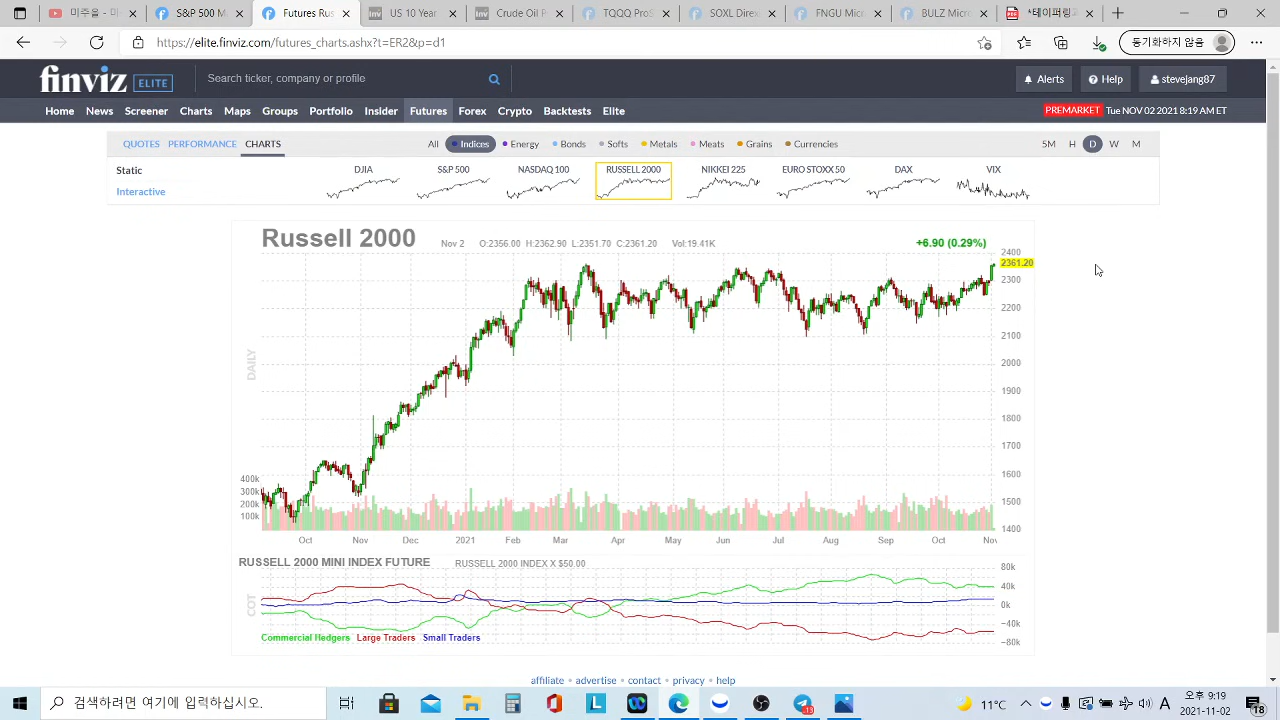 미주주 - 미
S&P 500 M
Futures Rus
US 10 Year
Crude Oil P
TQQQ Pro
SOXL Direx
FNGU Micr
BULZ Micro
https://elite.finviz.com/futures_charts.ashx?t=ER2&p=d1
동기화하지 않음
finviz ELITE
Search ticker, company or profile
Alerts
Help
stevejang87
Home News Screener Charts Maps Groups Portfolio Insider Futures Forex Crypto Backtests Elite
PREMARKET Tue NOV 02 2021 8:19 AM ET
QUOTES PERFORMANCE CHARTS
All Indices Energy Bonds Softs Metals Meats Grains Currencies
5M H D W M
Static
Interactive
DJIA S&P 500 NASDAQ 100 RUSSELL 2000 NIKKEI 225 EURO STOXX 50 DAX VIX
Russell 2000
Nov 2 O:2356.00 H:2362.90 L:2351.70 C:2361.20 Vol:19.41K
+6.90 (0.29%)
2400
2361.20
2300
2200
2100
2000
1900
1800
1700
1600
1500
1400
DAILY
400k
300k
200k
100k
Oct Nov Dec 2021 Feb Mar Apr May Jun Jul Aug Sep Oct Nov
RUSSELL 2000 MINI INDEX FUTURE RUSSELL 2000 INDEX X $50.00
80k
40k
0k
−40k
−80k
COT
Commercial Hedgers Large Traders Small Traders
affiliate • advertise • contact • privacy • help
검색하려면 여기에 입력하십시오.
19
11°C
A
오후 9:19
2021-11-02
18